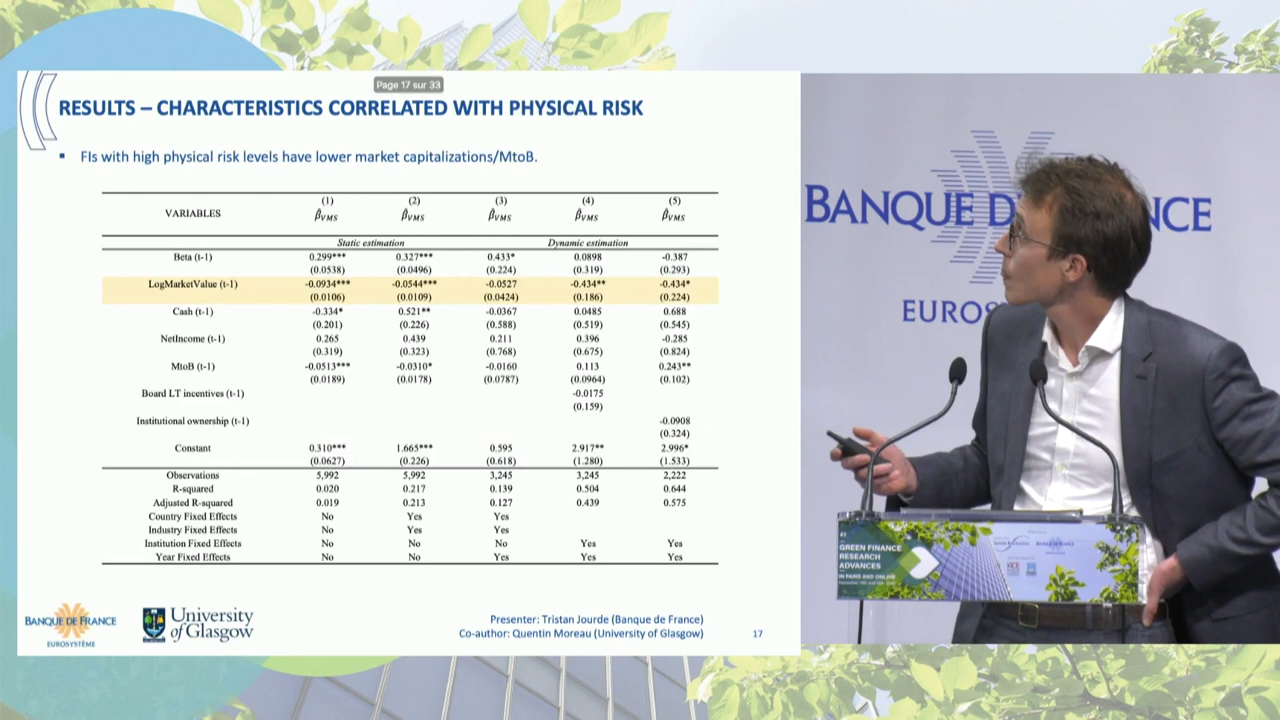 Page 17 sur 33
RESULTS – CHARACTERISTICS CORRELATED WITH PHYSICAL RISK
▪ FIs with high physical risk levels have lower market capitalizations/MtoB.
(1) (2) (3) (4) (5)
VARIABLES β̂VMS β̂VMS β̂VMS β̂VMS β̂VMS
Static estimation Dynamic estimation
Beta (t-1) 0.299*** 0.327*** 0.433* 0.0898 -0.387
(0.0538) (0.0496) (0.224) (0.319) (0.293)
LogMarketValue (t-1) -0.0934*** -0.0544*** -0.0527 -0.434** -0.434*
(0.0106) (0.0109) (0.0424) (0.186) (0.224)
Cash (t-1) -0.334* 0.521** -0.0367 0.0485 0.688
(0.201) (0.226) (0.588) (0.519) (0.545)
NetIncome (t-1) 0.265 0.439 0.211 0.396 -0.285
(0.319) (0.323) (0.768) (0.675) (0.824)
MtoB (t-1) -0.0513*** -0.0310* -0.0160 0.113 0.243**
(0.0189) (0.0178) (0.0787) (0.0964) (0.102)
Board LT incentives (t-1) -0.0175
(0.159)
Institutional ownership (t-1) -0.0908
(0.324)
Constant 0.310*** 1.665*** 0.595 2.917** 2.996*
(0.0627) (0.226) (0.618) (1.280) (1.533)
Observations 5,992 5,992 3,245 3,245 2,222
R-squared 0.020 0.217 0.139 0.504 0.644
Adjusted R-squared 0.019 0.213 0.127 0.439 0.575
Country Fixed Effects No Yes Yes
Industry Fixed Effects No Yes Yes
Institution Fixed Effects No No No Yes Yes
Year Fixed Effects No No Yes Yes Yes
BANQUE DE FRANCE
EUROSYSTÈME
University
of Glasgow
Presenter: Tristan Jourde (Banque de France)
Co-author: Quentin Moreau (University of Glasgow)
17
BANQUE D NCE
EUROS
GREEN FINANCE
RESEARCH
ADVANCES
IN PARIS AND ONLINE